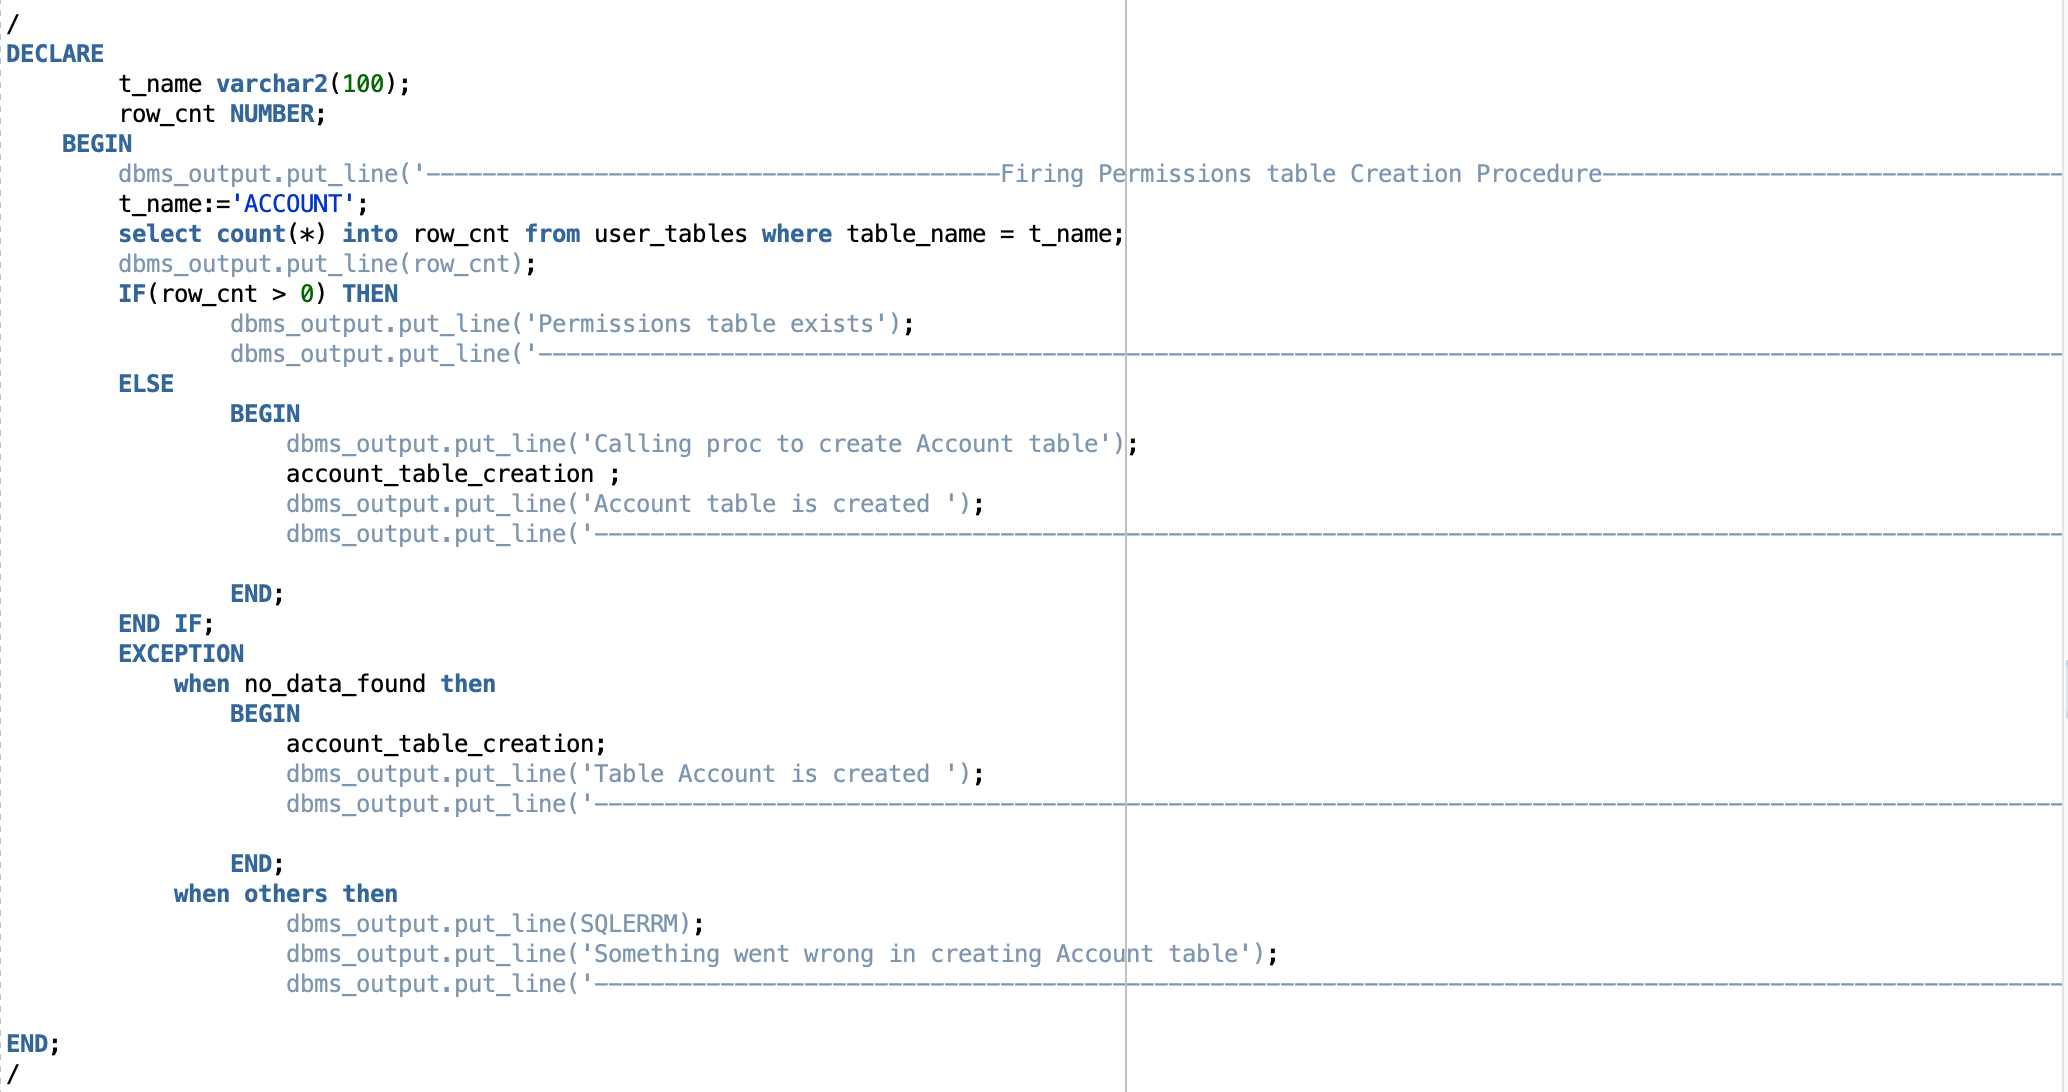 /
DECLARE
t_name varchar2(100);
row_cnt NUMBER;
BEGIN
dbms_output.put_line('-----------------------------------------Firing Permissions table Creation Procedure---------------------------------
t_name:='ACCOUNT';
select count(*) into row_cnt from user_tables where table_name = t_name;
dbms_output.put_line(row_cnt);
IF(row_cnt > 0) THEN
dbms_output.put_line('Permissions table exists');
dbms_output.put_line('-------------------------------------------------------------------------------------------------------------
ELSE
BEGIN
dbms_output.put_line('Calling proc to create Account table');
account_table_creation ;
dbms_output.put_line('Account table is created ');
dbms_output.put_line('---------------------------------------------------------------------------------------------------------
END;
END IF;
EXCEPTION
when no_data_found then
BEGIN
account_table_creation;
dbms_output.put_line('Table Account is created ');
dbms_output.put_line('---------------------------------------------------------------------------------------------------------
END;
when others then
dbms_output.put_line(SQLERRM);
dbms_output.put_line('Something went wrong in creating Account table');
dbms_output.put_line('---------------------------------------------------------------------------------------------------------
END;
/